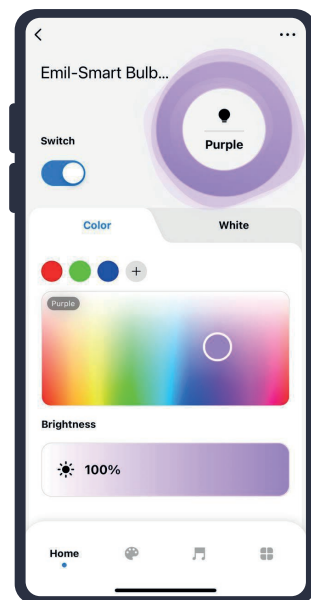 Emil-Smart Bulb...
Purple
Switch
Color White
Purple
Brightness
100%
Home